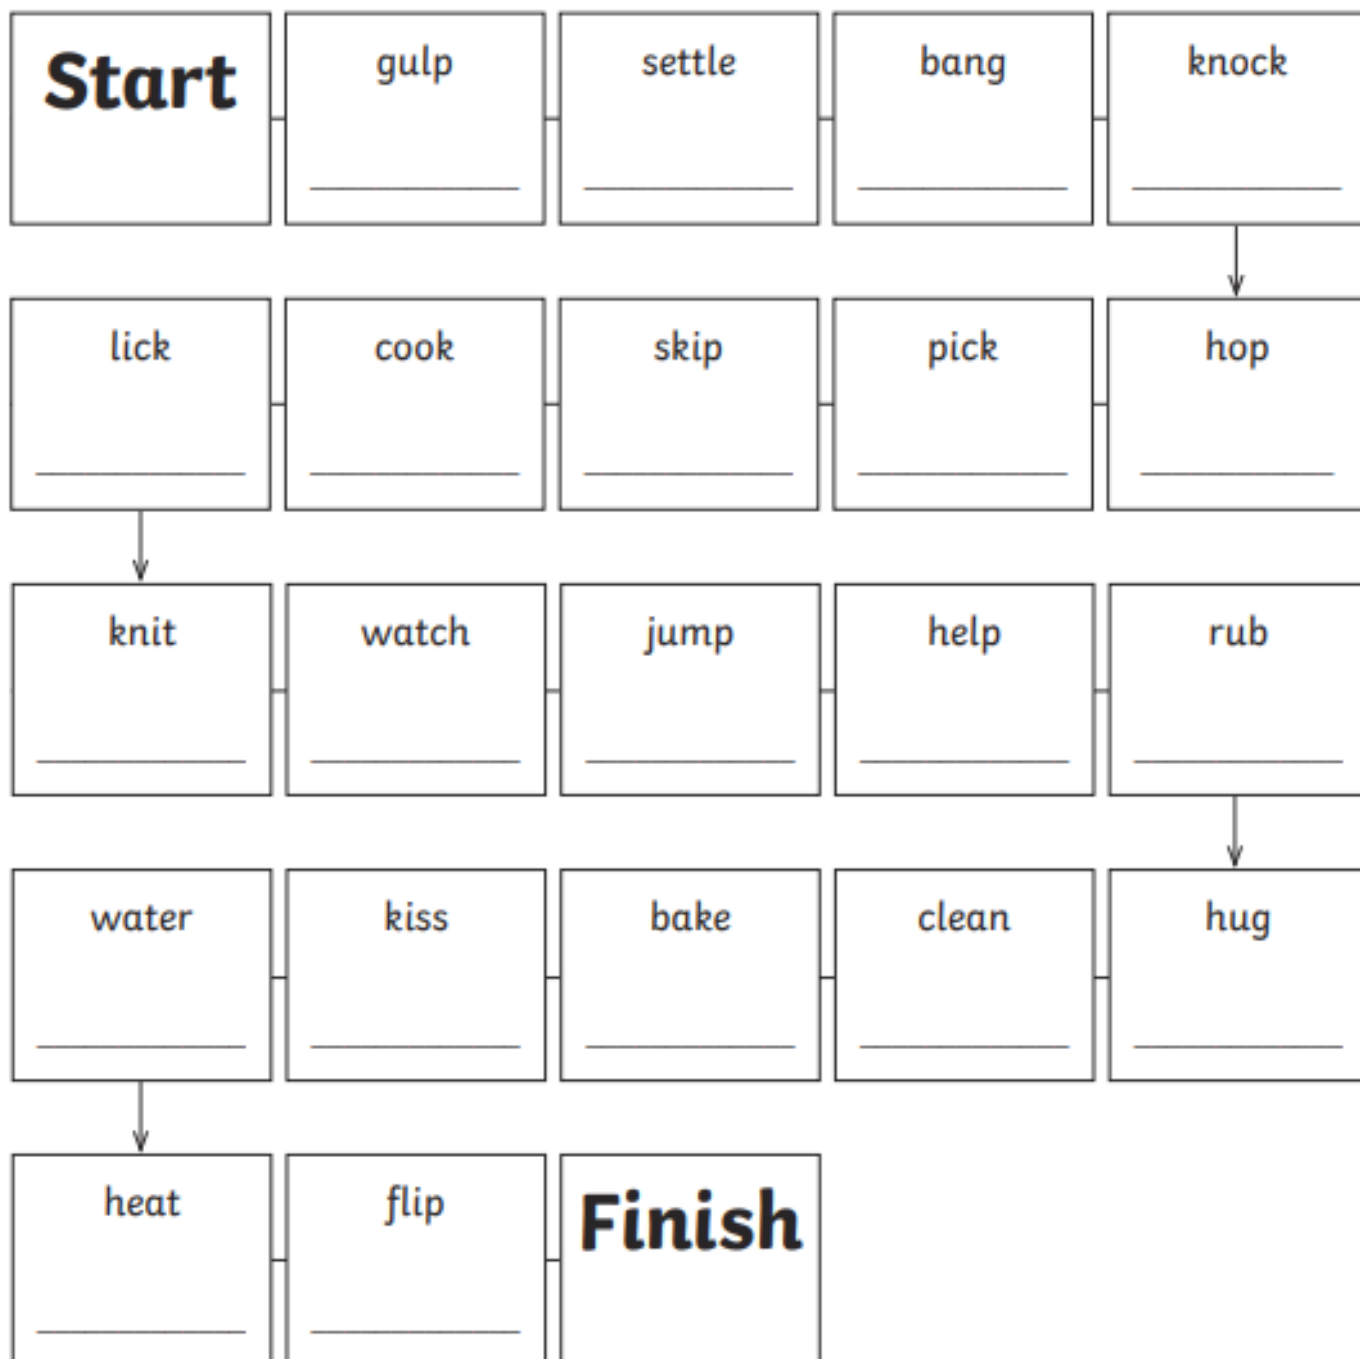 Start gulp settle bang knock
lick cook skip pick hop
knit watch jump help rub
water kiss bake clean hug
heat flip Finish